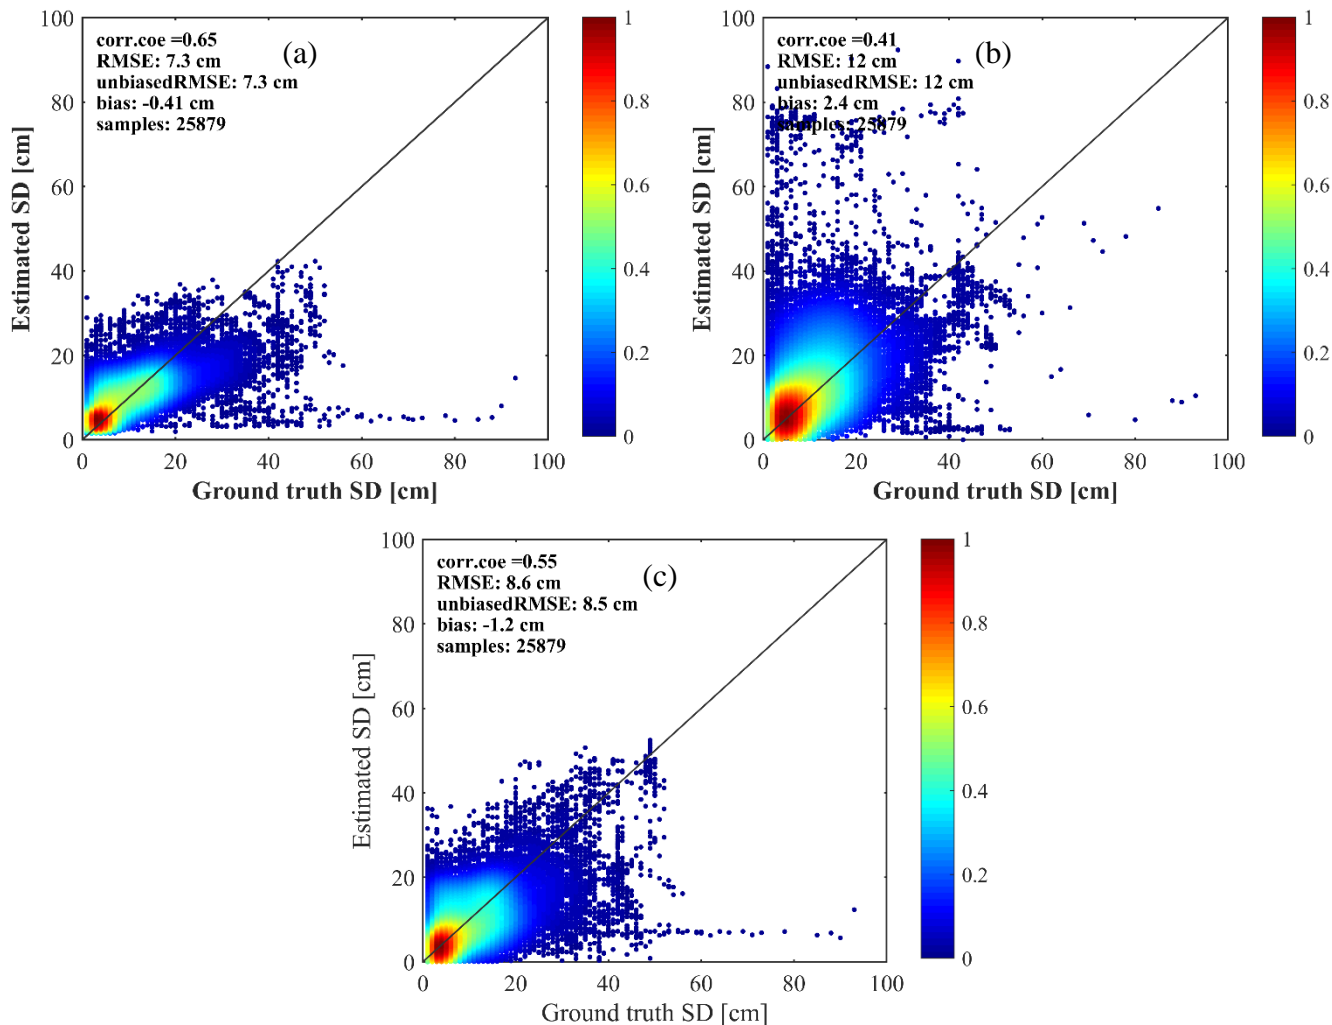 corr.coe =0.65
RMSE: 7.3 cm
unbiasedRMSE: 7.3 cm
bias: -0.41 cm
samples: 25879
(a)
Estimated SD [cm]
100
80
60
40
20
0
0 20 40 60 80 100
Ground truth SD [cm]
1
0.8
0.6
0.4
0.2
0
corr.coe =0.41
RMSE: 12 cm
unbiasedRMSE: 12 cm
bias: 2.4 cm
samples: 25879
(b)
Estimated SD [cm]
100
80
60
40
20
0
0 20 40 60 80 100
Ground truth SD [cm]
1
0.8
0.6
0.4
0.2
0
corr.coe =0.55
RMSE: 8.6 cm
unbiasedRMSE: 8.5 cm
bias: -1.2 cm
samples: 25879
(c)
Estimated SD [cm]
100
80
60
40
20
0
0 20 40 60 80 100
Ground truth SD [cm]
1
0.8
0.6
0.4
0.2
0